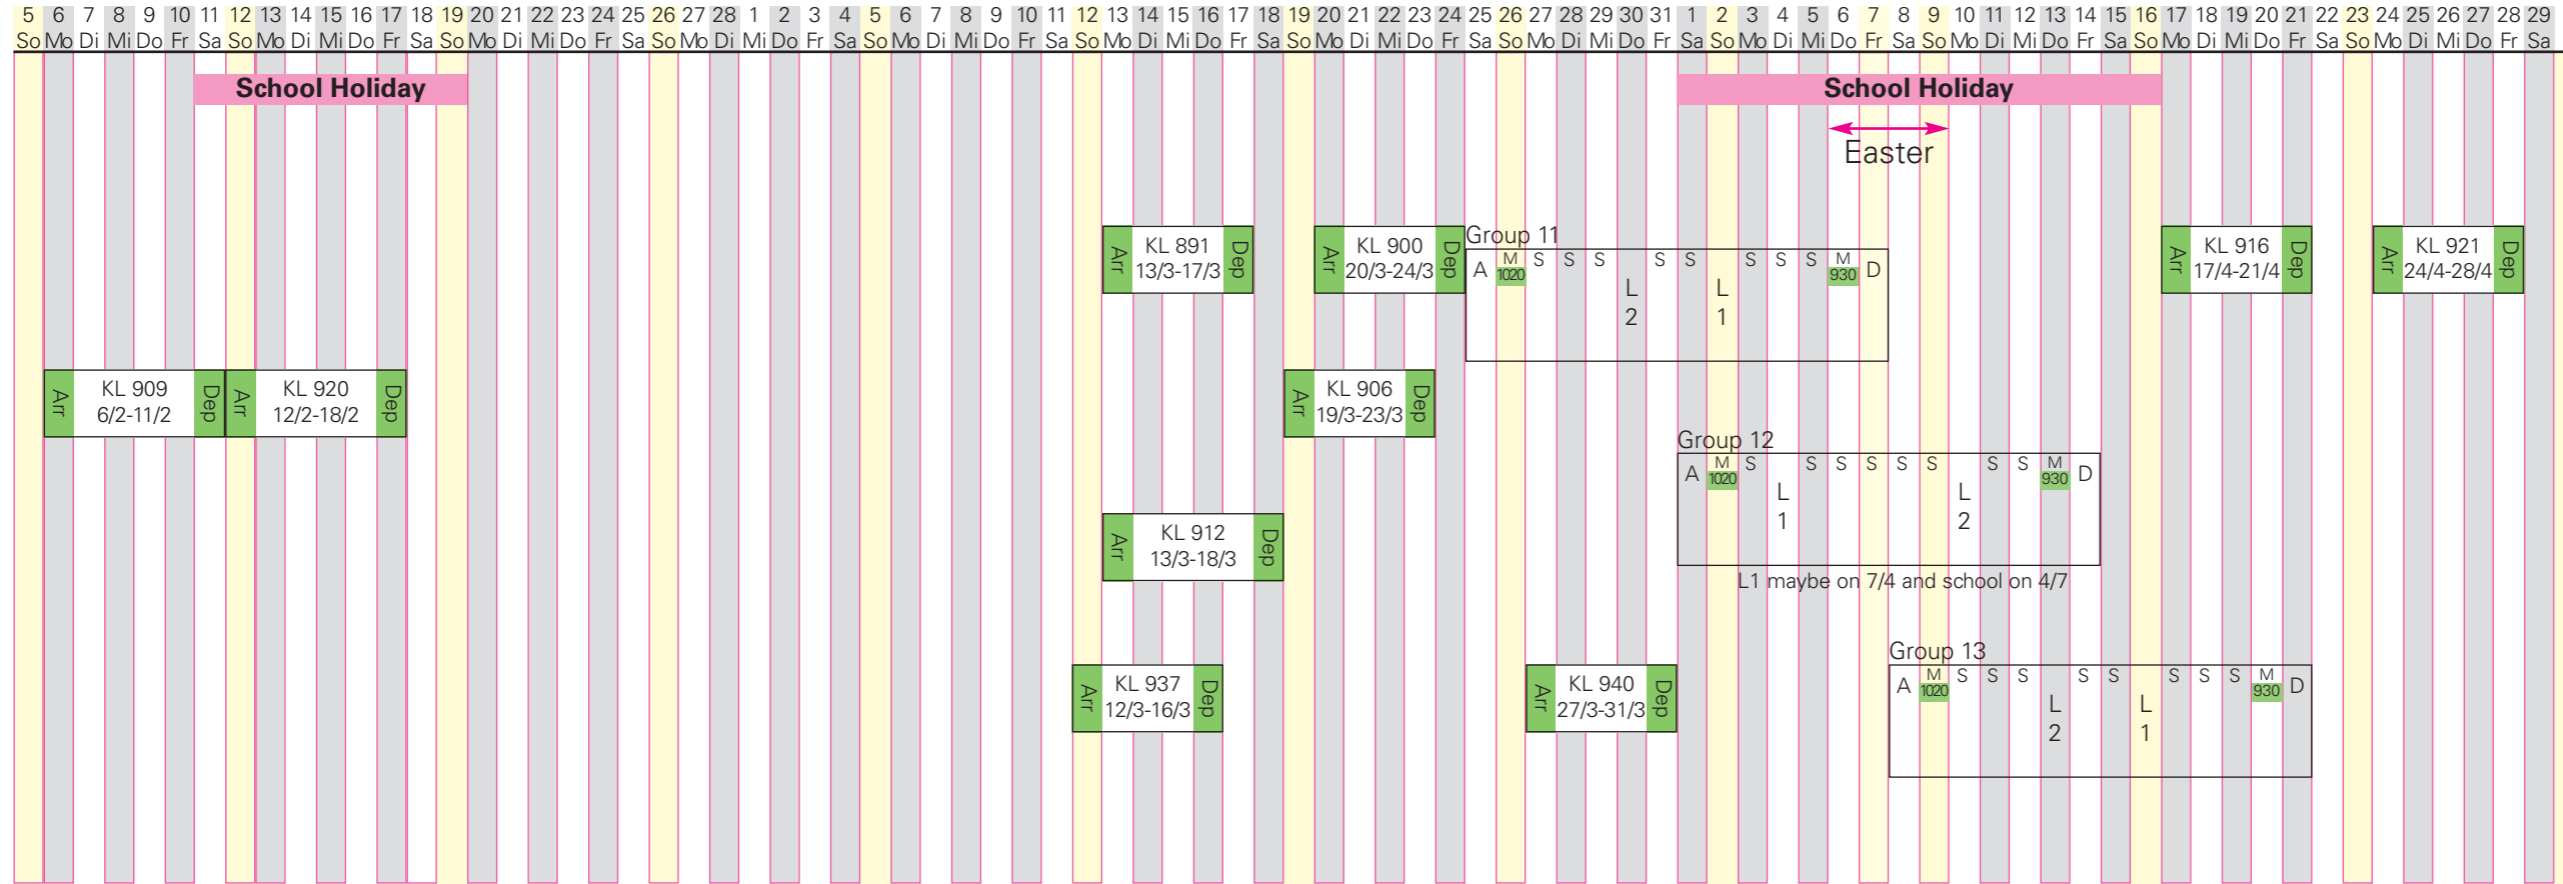 5 6 7 8 9 10 11 12 13 14 15 16 17 18 19 20 21 22 23 24 25 26 27 28 1 2 3 4 5 6 7 8 9 10 11 12 13 14 15 16 17 18 19 20 21 22 23 24 25 26 27 28 29 30 31 1 2 3 4 5 6 7 8 9 10 11 12 13 14 15 16 17 18 19 20 21 22 23 24 25 26 27 28 29
So Mo Di Mi Do Fr Sa So Mo Di Mi Do Fr Sa So Mo Di Mi Do Fr Sa So Mo Di Mi Do Fr Sa So Mo Di Mi Do Fr Sa So Mo Di Mi Do Fr Sa So Mo Di Mi Do Fr Sa So Mo Di Mi Do Fr Sa So Mo Di Mi Do Fr Sa So Mo Di Mi Do Fr Sa So Mo Di Mi Do Fr Sa So Mo Di Mi Do Fr Sa
School Holiday
School Holiday
Easter
Arr KL 891 Dep
13/3-17/3
Arr KL 900 Dep
20/3-24/3
Group 11
A M S S S S S S S S M D
1020 930
L L
2 1
Arr KL 916 Dep
17/4-21/4
Arr KL 921 Dep
24/4-28/4
Arr KL 909 Dep
6/2-11/2
Arr KL 920 Dep
12/2-18/2
Arr KL 906 Dep
19/3-23/3
Group 12
A M S S S S S S S S M D
1020 930
L L
1 2
L1 maybe on 7/4 and school on 4/7
Arr KL 912 Dep
13/3-18/3
Group 13
A M S S S S S S S S M D
1020 930
L L
2 1
Arr KL 937 Dep
12/3-16/3
Arr KL 940 Dep
27/3-31/3